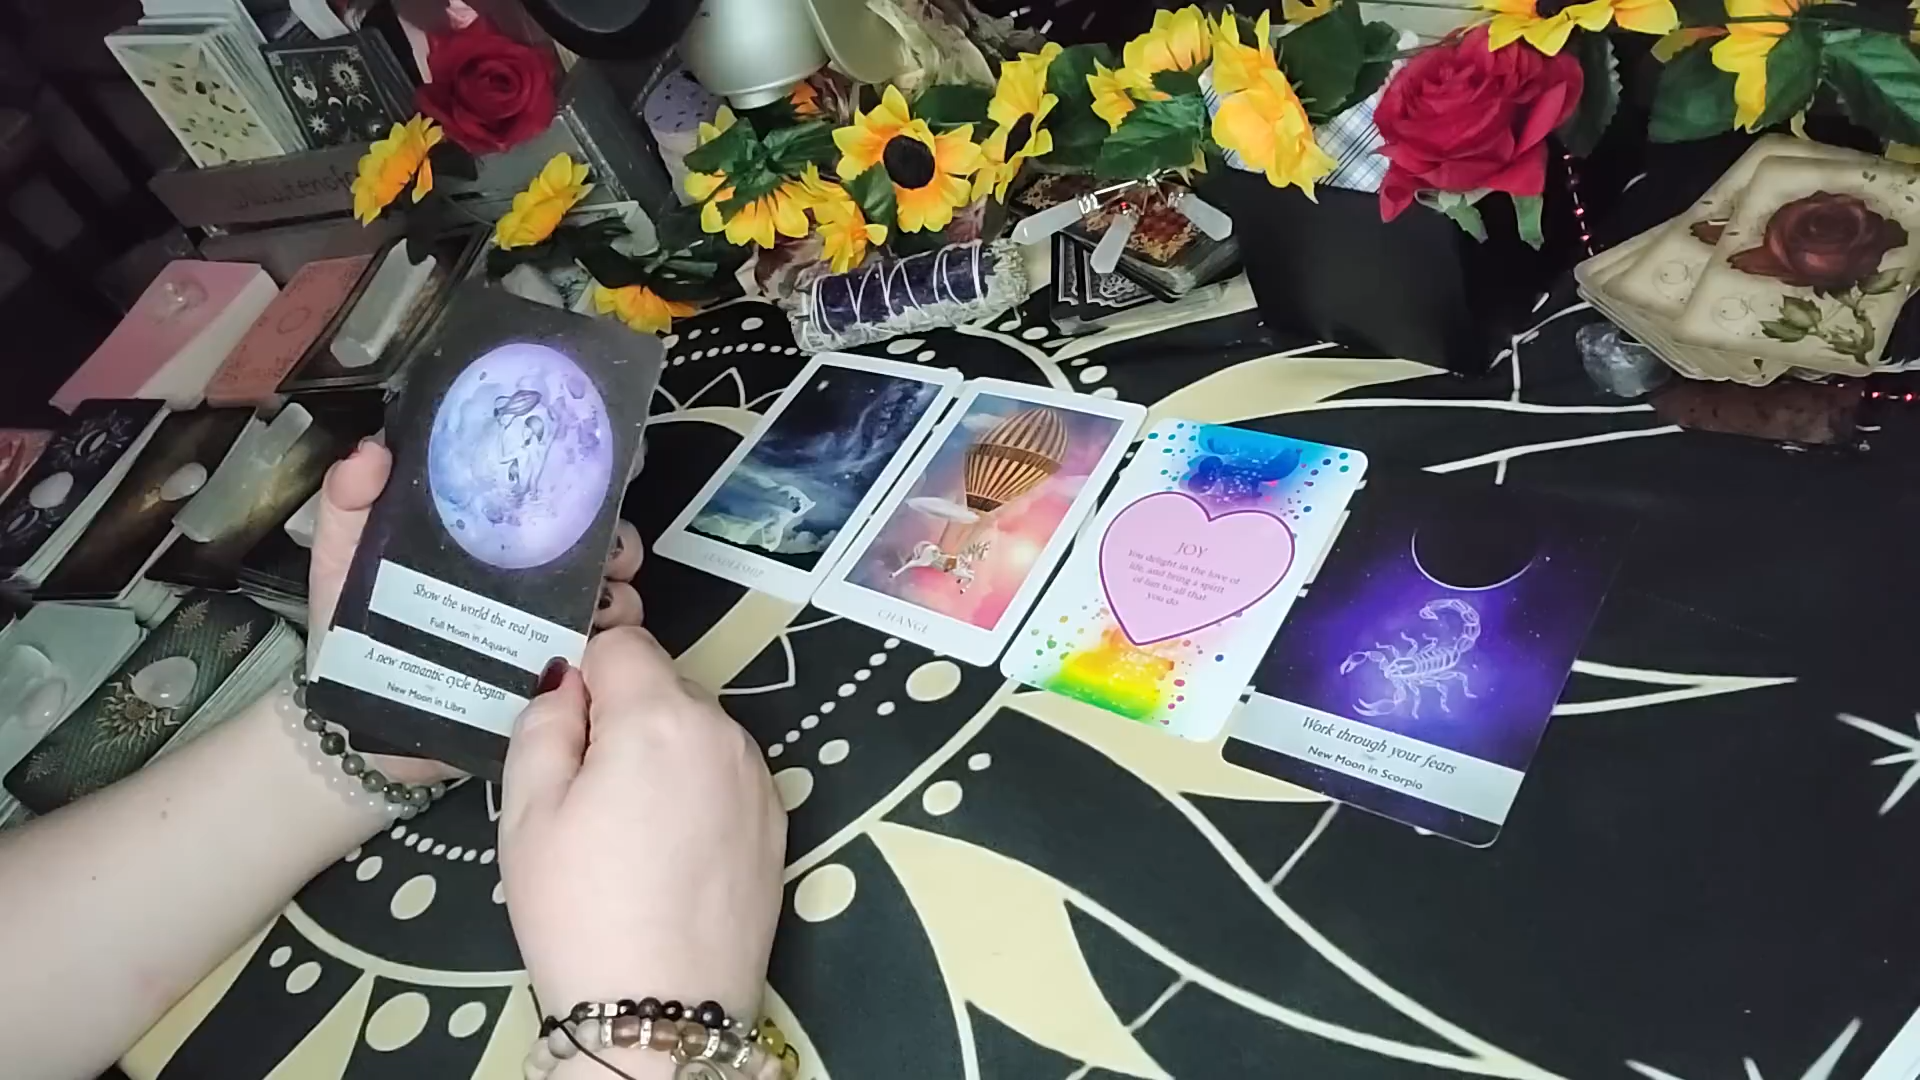 Show the world the real you
Full Moon in Aquarius
A new romantic cycle begins
New Moon in Libra
LEADERSHIP
CHANGE
JOY
You delight in the love of
life, and bring a spirit
of fun to all that
you do
Work through your fears
New Moon in Scorpio